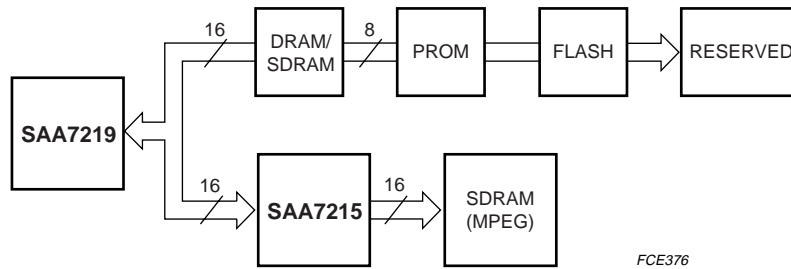 16
DRAM/
SDRAM
8
PROM
FLASH
RESERVED
SAA7219
16
SAA7215
16
SDRAM
(MPEG)
FCE376